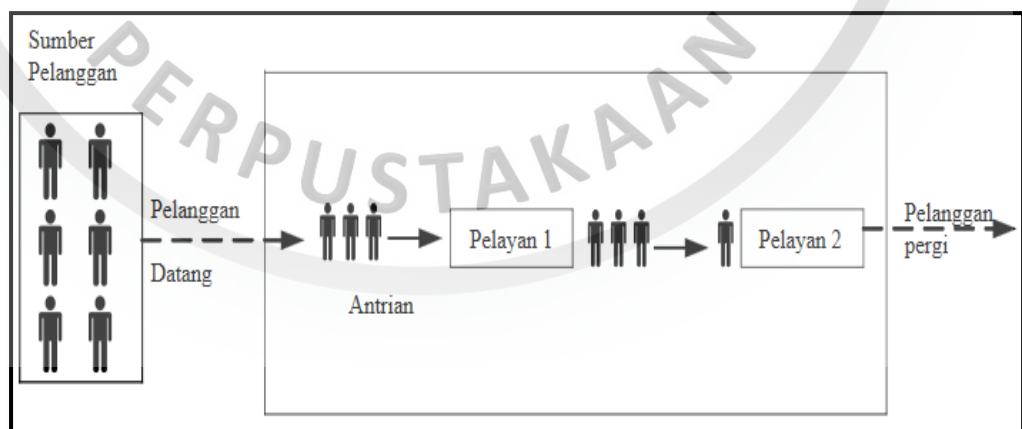 Sumber
Pelanggan
PERPUSTAKAAN
Pelanggan
Datang
Antrian
Pelayan 1
Pelayan 2
Pelanggan
pergi